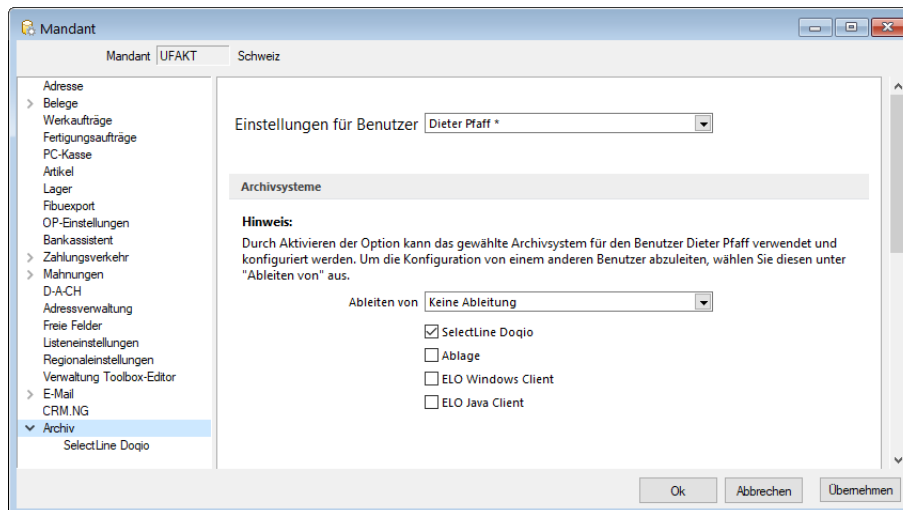 Mandant
Mandant UFAKT Schweiz
Adresse
Belege
Werkaufträge
Fertigungsaufträge
PC-Kasse
Artikel
Lager
Fibuexport
OP-Einstellungen
Bankassistent
Zahlungsverkehr
Mahnungen
D-A-CH
Adressverwaltung
Freie Felder
Listeneinstellungen
Regionaleinstellungen
Verwaltung Toolbox-Editor
E-Mail
CRM.NG
Archiv
SelectLine Doqio
Einstellungen für Benutzer Dieter Pfaff *
Archivsysteme
Hinweis:
Durch Aktivieren der Option kann das gewählte Archivsystem für den Benutzer Dieter Pfaff verwendet und
konfiguriert werden. Um die Konfiguration von einem anderen Benutzer abzuleiten, wählen Sie diesen unter
"Ableiten von" aus.
Ableiten von Keine Ableitung
SelectLine Doqio
Ablage
ELO Windows Client
ELO Java Client
Ok Abbrechen Übernehmen